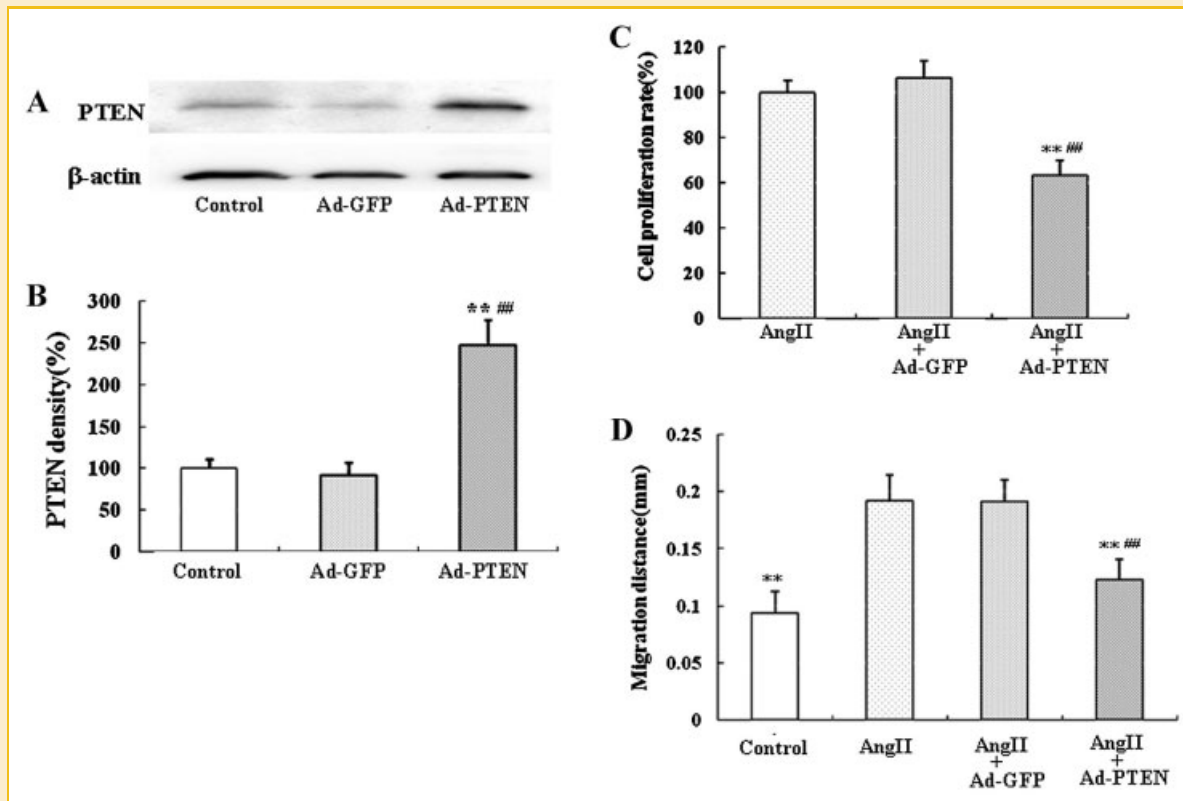 A
PTEN
β-actin
Control Ad-GFP Ad-PTEN
B
PTEN density(%)
300
250
200
150
100
50
0
** ##
Control Ad-GFP Ad-PTEN
C
Cell proliferation rate(%)
120
100
80
60
40
20
0
** ##
AngII AngII AngII
+ +
Ad-GFP Ad-PTEN
D
Migration distance(mm)
0.25
0.2
0.15
0.1
0.05
0
**
** ##
Control AngII AngII AngII
+ +
Ad-GFP Ad-PTEN